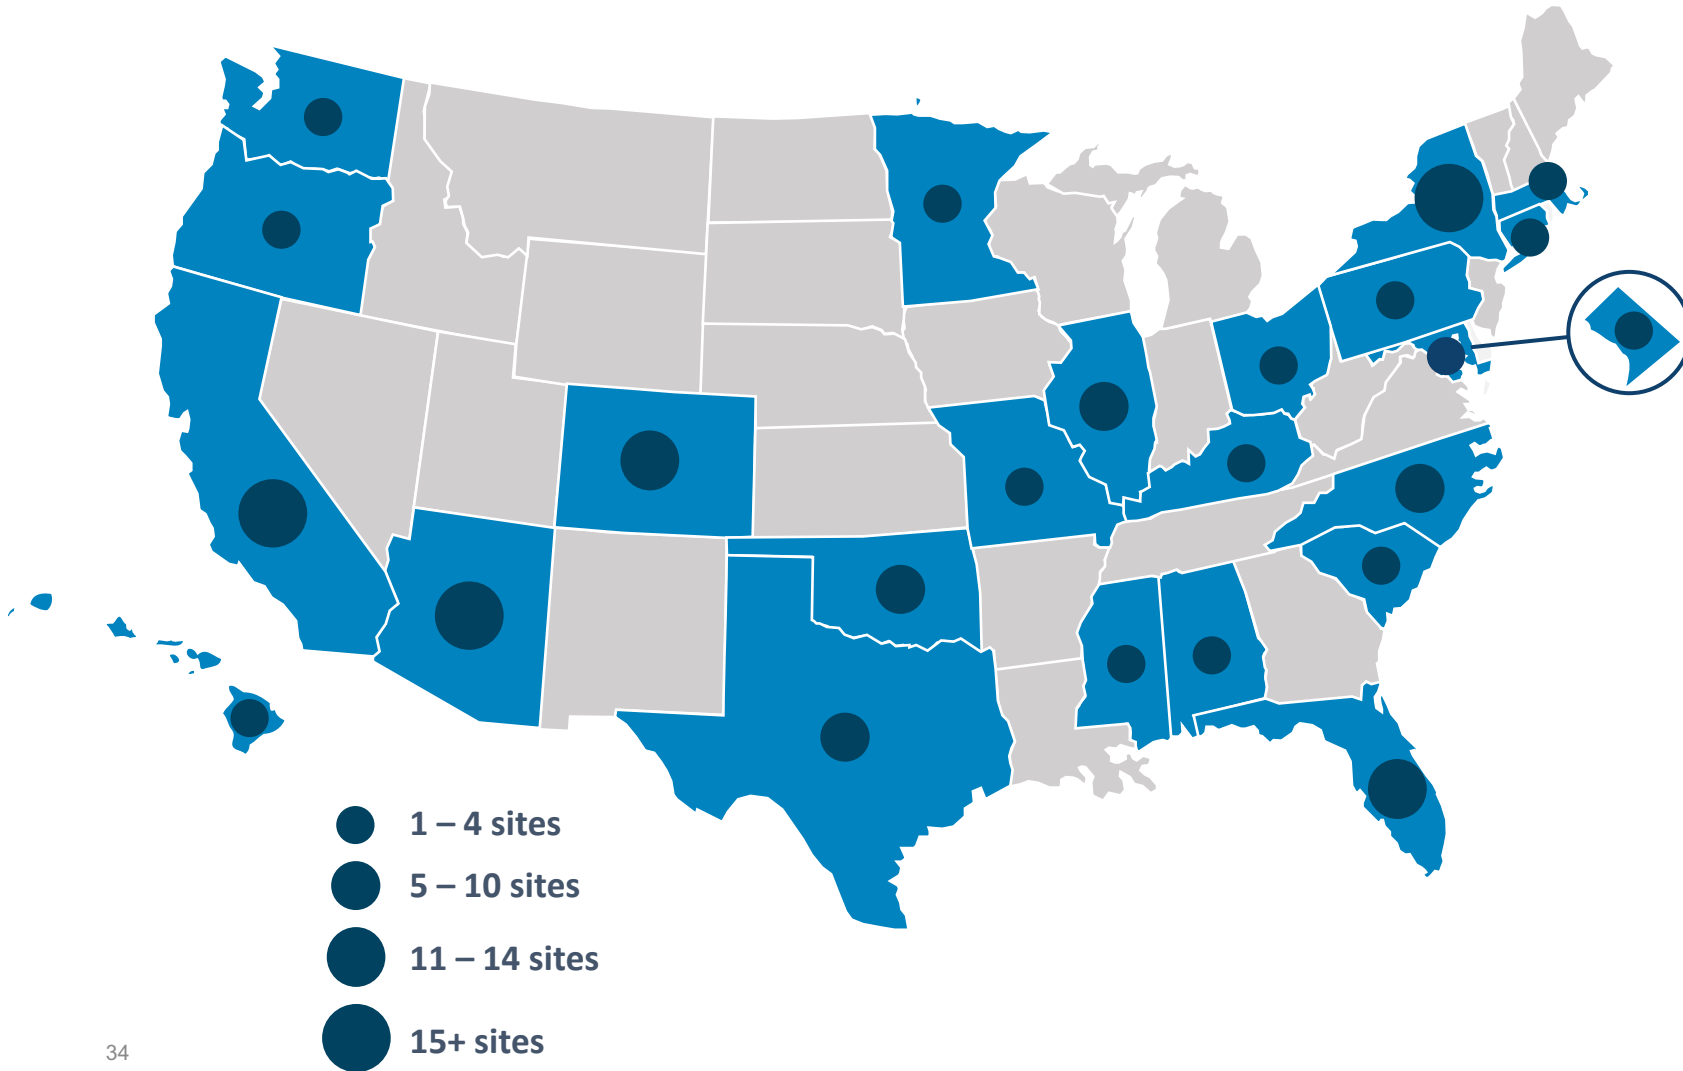 1 – 4 sites
5 – 10 sites
11 – 14 sites
15+ sites
34